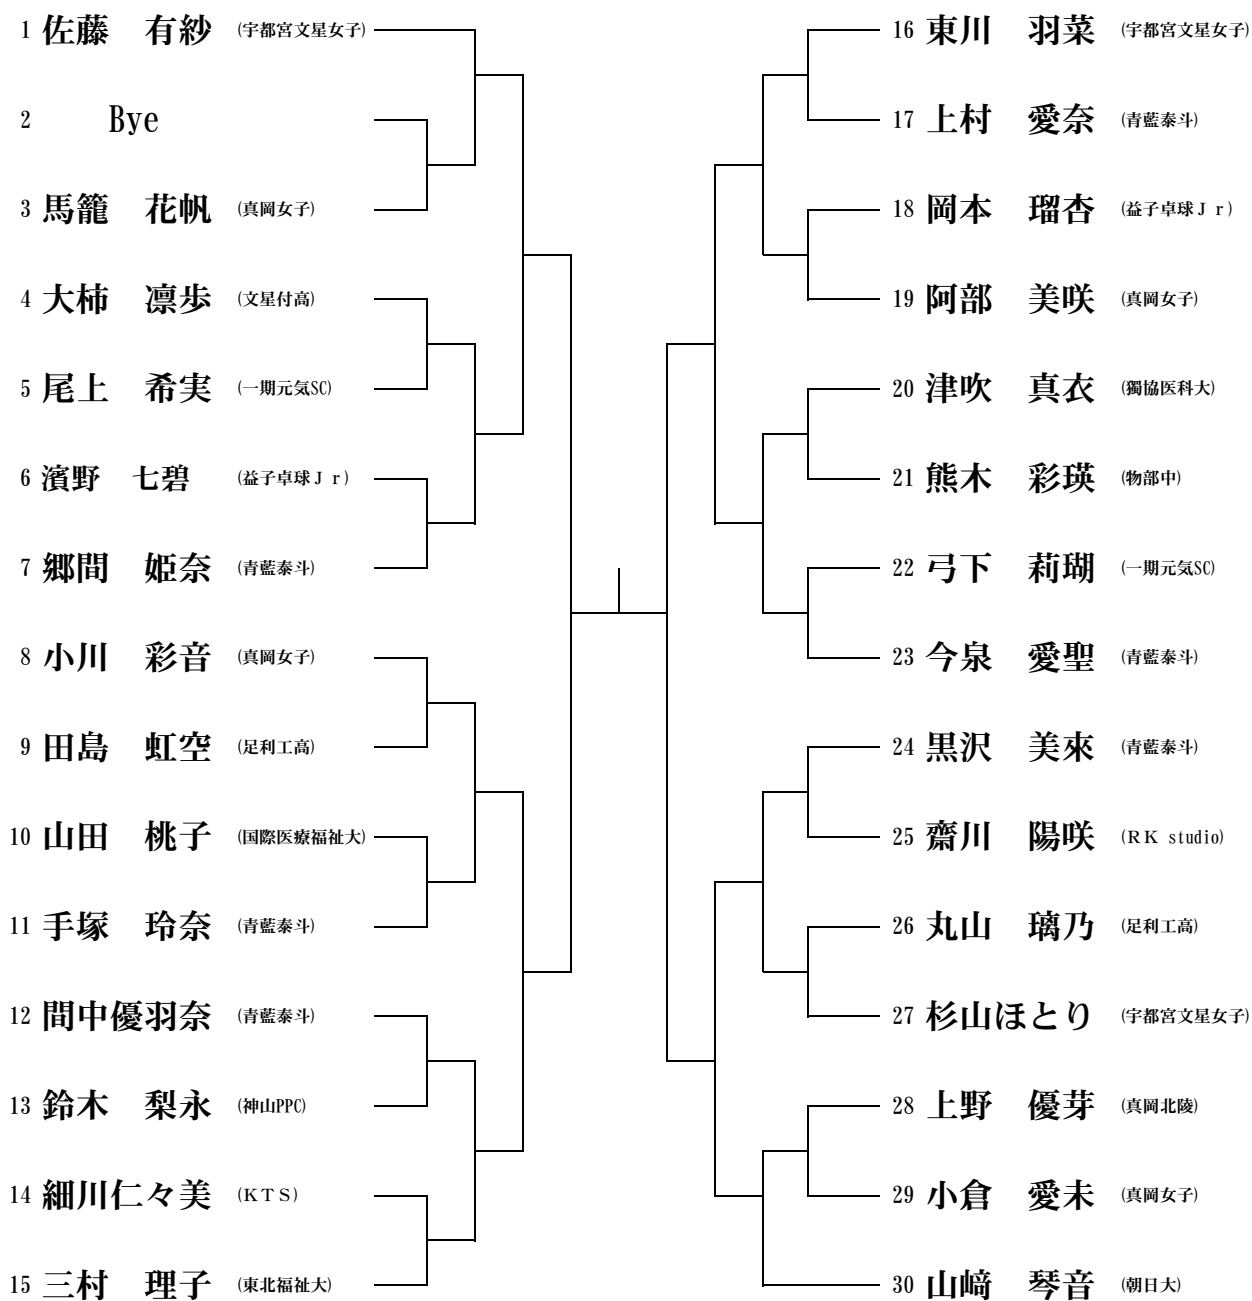 1 佐藤　有紗 (宇都宮文星女子)
2 Bye
3 馬籠　花帆 (真岡女子)
4 大柿　凛歩 (文星付高)
5 尾上　希実 (一期元気SC)
6 濱野　七碧 (益子卓球Ｊｒ)
7 郷間　姫奈 (青藍泰斗)
8 小川　彩音 (真岡女子)
9 田島　虹空 (足利工高)
10 山田　桃子 (国際医療福祉大)
11 手塚　玲奈 (青藍泰斗)
12 間中優羽奈 (青藍泰斗)
13 鈴木　梨永 (神山PPC)
14 細川仁々美 (ＫＴＳ)
15 三村　理子 (東北福祉大)
16 東川　羽菜 (宇都宮文星女子)
17 上村　愛奈 (青藍泰斗)
18 岡本　瑠杏 (益子卓球Ｊｒ)
19 阿部　美咲 (真岡女子)
20 津吹　真衣 (獨協医科大)
21 熊木　彩瑛 (物部中)
22 弓下　莉瑚 (一期元気SC)
23 今泉　愛聖 (青藍泰斗)
24 黒沢　美來 (青藍泰斗)
25 齋川　陽咲 (ＲＫ studio)
26 丸山　璃乃 (足利工高)
27 杉山ほとり (宇都宮文星女子)
28 上野　優芽 (真岡北陵)
29 小倉　愛未 (真岡女子)
30 山﨑　琴音 (朝日大)